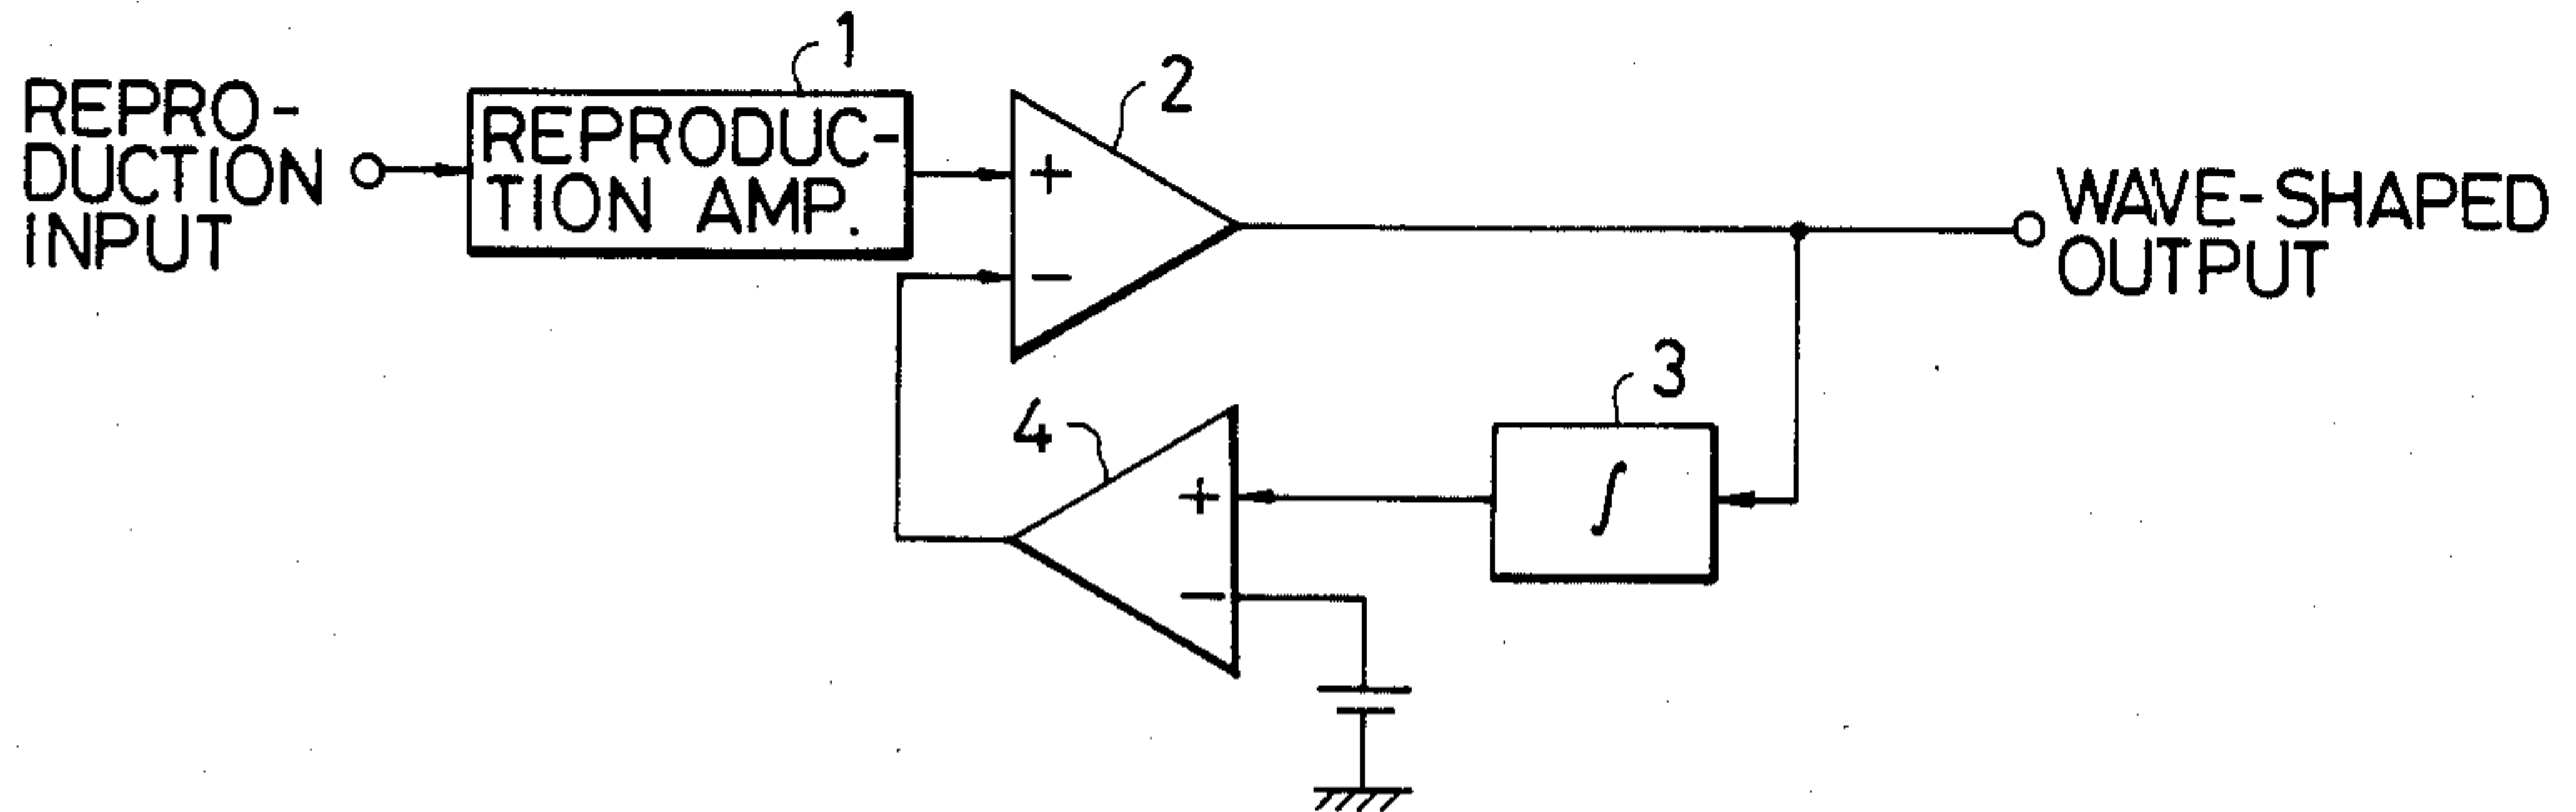 REPRO-
DUCTION
INPUT
1
REPRODUC-
TION AMP.
2
+
−
WAVE-SHAPED
OUTPUT
3
∫
4
+
−